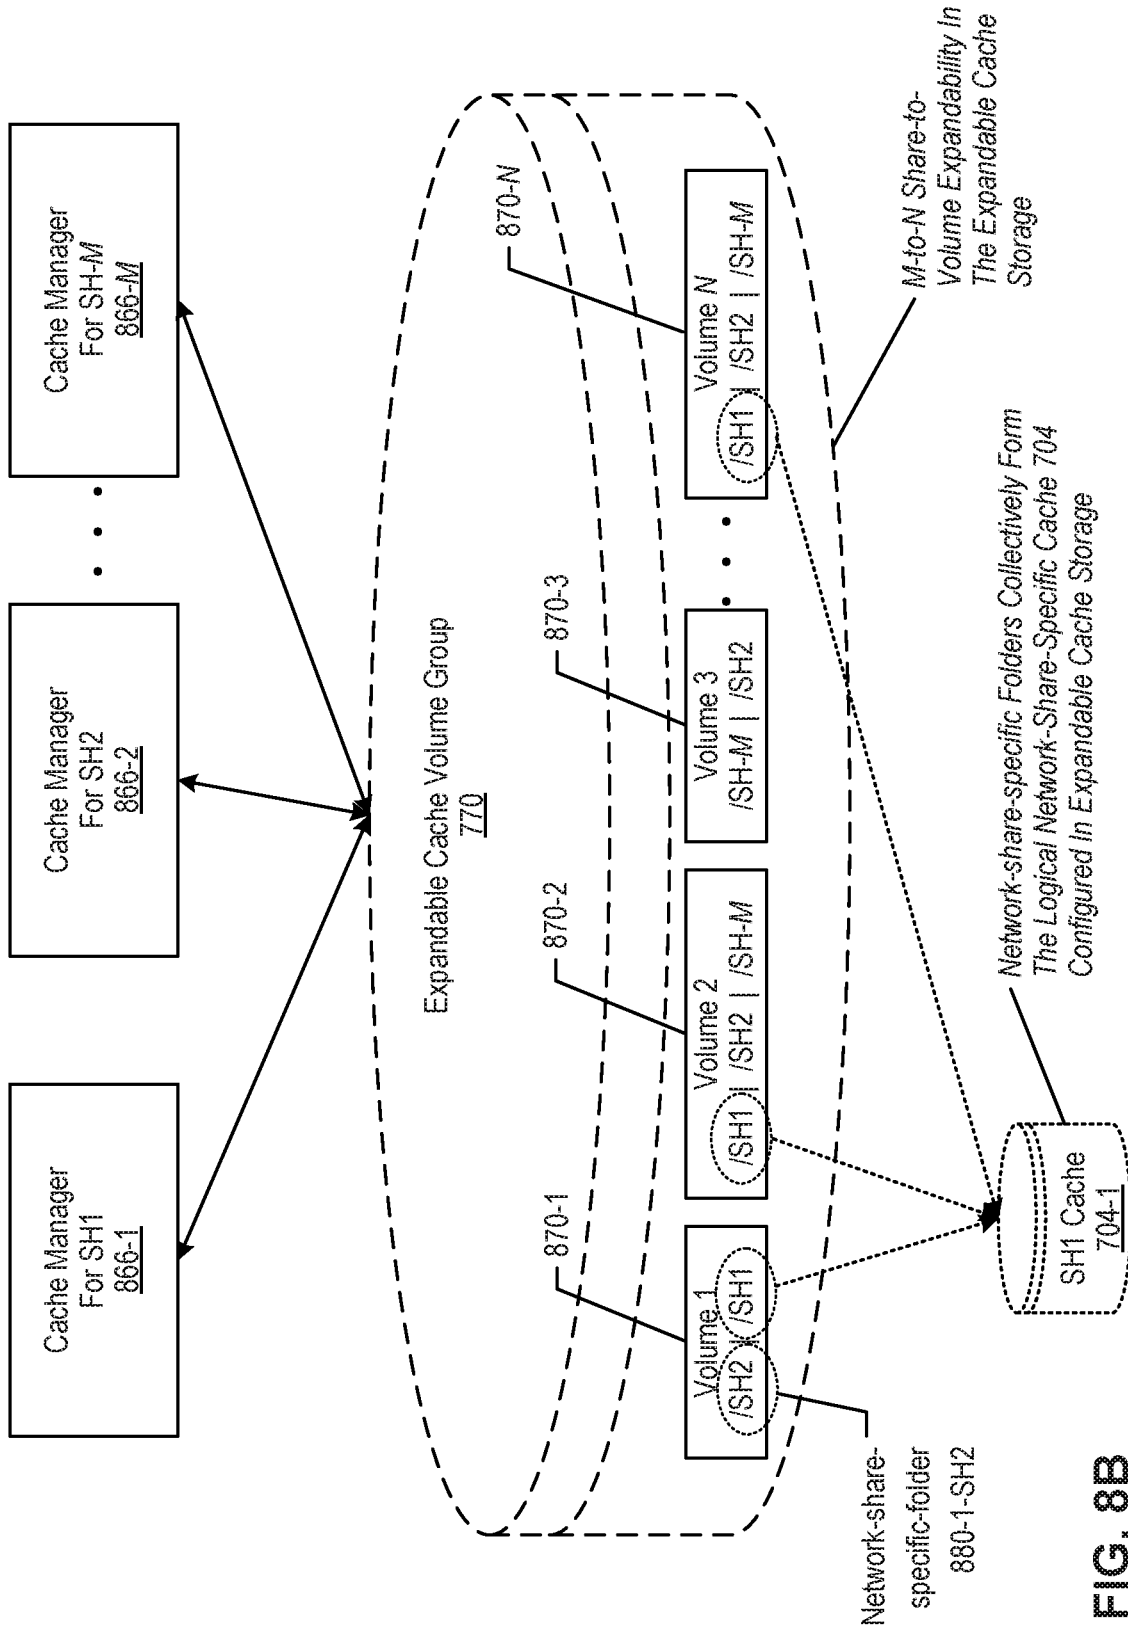 Cache Manager
For SH1
866-1
Cache Manager
For SH2
866-2
• • •
Cache Manager
For SH-M
866-M
Expandable Cache Volume Group
770
870-1
870-2
870-3
870-N
Volume 1
/SH2 | /SH1
Volume 2
/SH1 | /SH2 | /SH-M
Volume 3
/SH-M | /SH2
• • •
Volume N
/SH1 | /SH2 | /SH-M
Network-share-
specific-folder
880-1-SH2
SH1 Cache
704-1
Network-share-specific Folders Collectively Form
The Logical Network-Share-Specific Cache 704
Configured In Expandable Cache Storage
M-to-N Share-to-
Volume Expandability In
The Expandable Cache
Storage
FIG. 8B